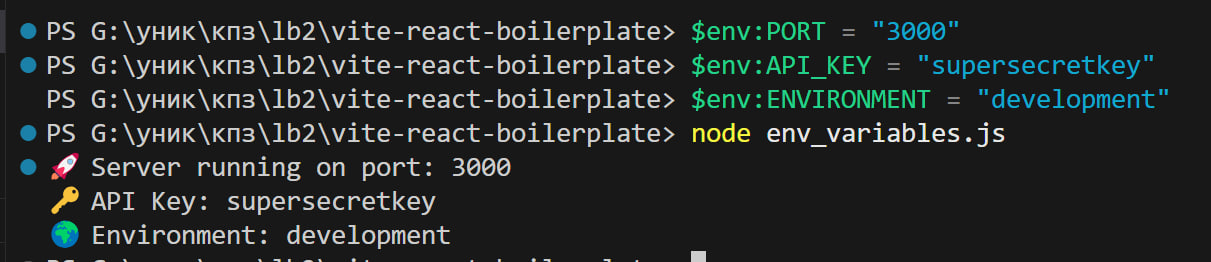 PS G:\уник\кпз\lb2\vite-react-boilerplate> $env:PORT = "3000"
PS G:\уник\кпз\lb2\vite-react-boilerplate> $env:API_KEY = "supersecretkey"
PS G:\уник\кпз\lb2\vite-react-boilerplate> $env:ENVIRONMENT = "development"
PS G:\уник\кпз\lb2\vite-react-boilerplate> node env_variables.js
🚀 Server running on port: 3000
🔑 API Key: supersecretkey
🌍 Environment: development